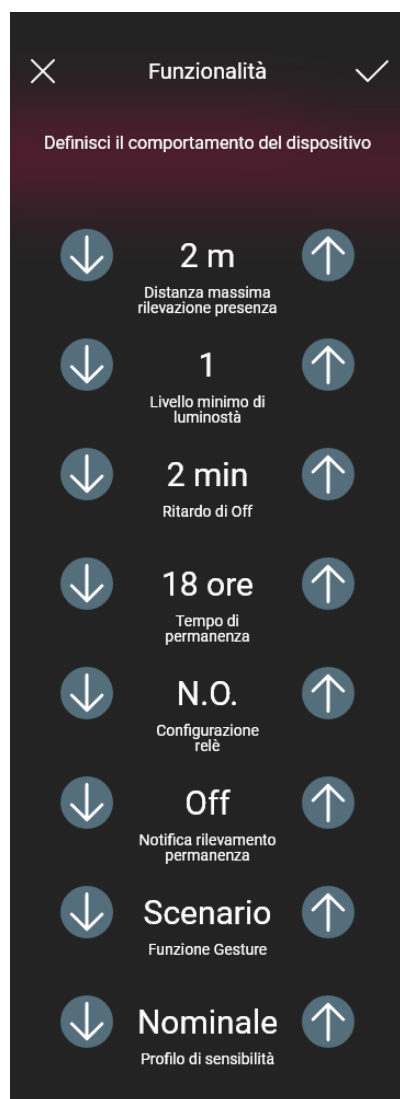 Funzionalità
Definisci il comportamento del dispositivo
2 m
Distanza massima
rilevazione presenza
1
Livello minimo di
luminostà
2 min
Ritardo di Off
18 ore
Tempo di
permanenza
N.O.
Configurazione
relè
Off
Notifica rilevamento
permanenza
Scenario
Funzione Gesture
Nominale
Profilo di sensibilità